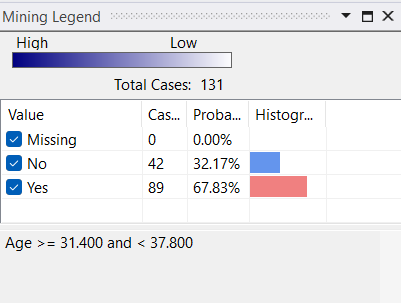 Mining Legend
High Low
Total Cases: 131
Value Cas... Proba... Histogr...
Missing 0 0.00%
No 42 32.17%
Yes 89 67.83%
Age >= 31.400 and < 37.800